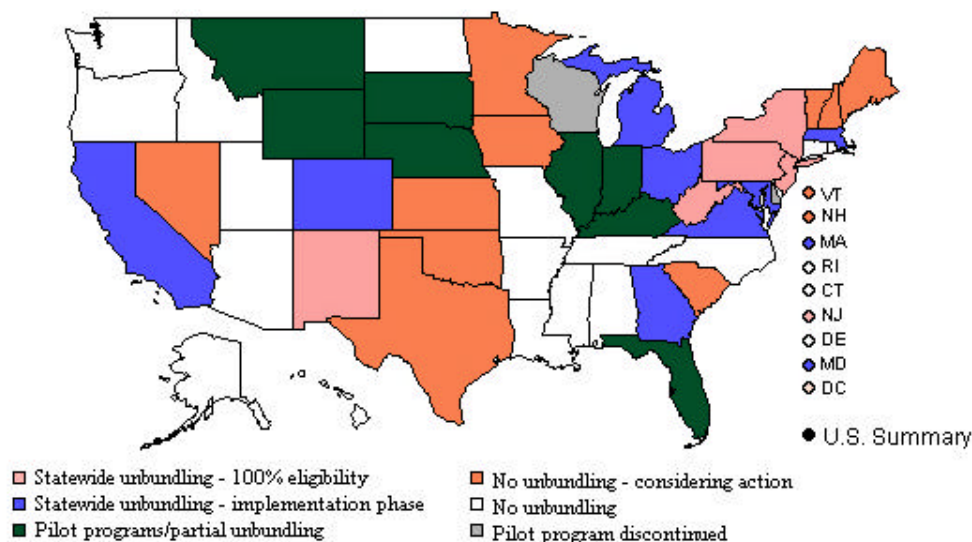 VT
NH
MA
RI
CT
NJ
DE
MD
DC
U.S. Summary
Statewide unbundling - 100% eligibility
Statewide unbundling - implementation phase
Pilot programs/partial unbundling
No unbundling - considering action
No unbundling
Pilot program discontinued